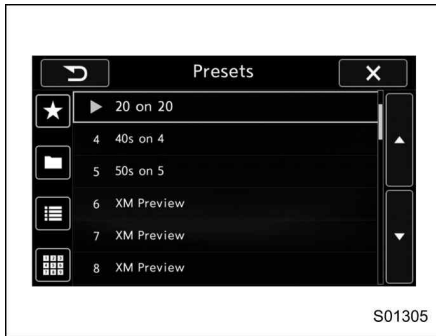 Presets
20 on 20
4 40s on 4
5 50s on 5
6 XM Preview
7 XM Preview
8 XM Preview
S01305